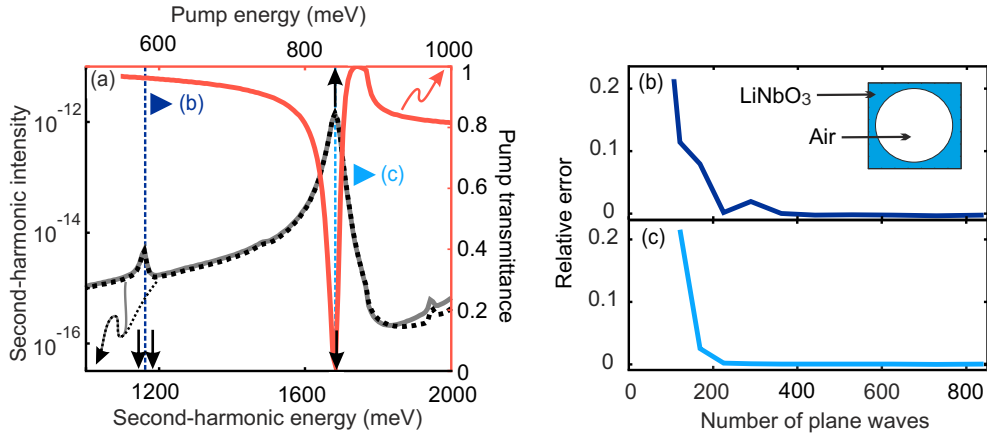 Pump energy (meV)
600
800
1000
(a)
(b)
(c)
10⁻¹²
10⁻¹⁴
10⁻¹⁶
Second-harmonic intensity
1
0.8
0.6
0.4
0.2
0
Pump transmittance
1200
1600
2000
Second-harmonic energy (meV)
(b)
LiNbO₃
Air
0.2
0.1
0
(c)
0.2
0.1
0
Relative error
0
200
400
600
800
Number of plane waves